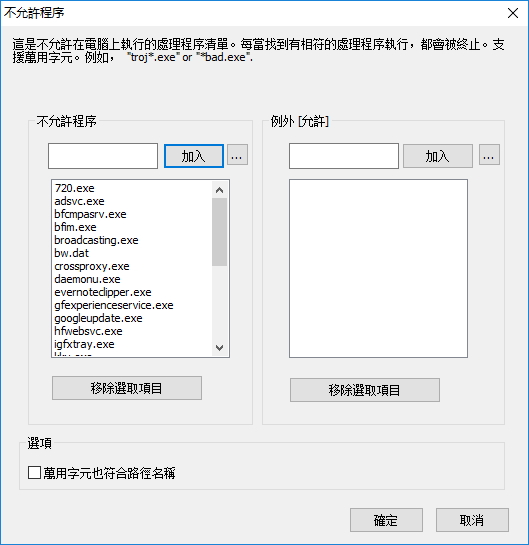 不允許程序
這是不允許在電腦上執行的處理程序清單。每當找到有相符的處理程序執行，都會被終止。支
援萬用字元。例如， "troj*.exe" or "*bad.exe".
不允許程序
例外 [允許]
加入
...
加入
...
720.exe
adsvc.exe
bfcmpasrv.exe
bfim.exe
broadcasting.exe
bw.dat
crossproxy.exe
daemonu.exe
evernoteclipper.exe
gfexperienceservice.exe
googleupdate.exe
hfwebsvc.exe
igfxtray.exe
移除選取項目
移除選取項目
選項
萬用字元也符合路徑名稱
確定
取消